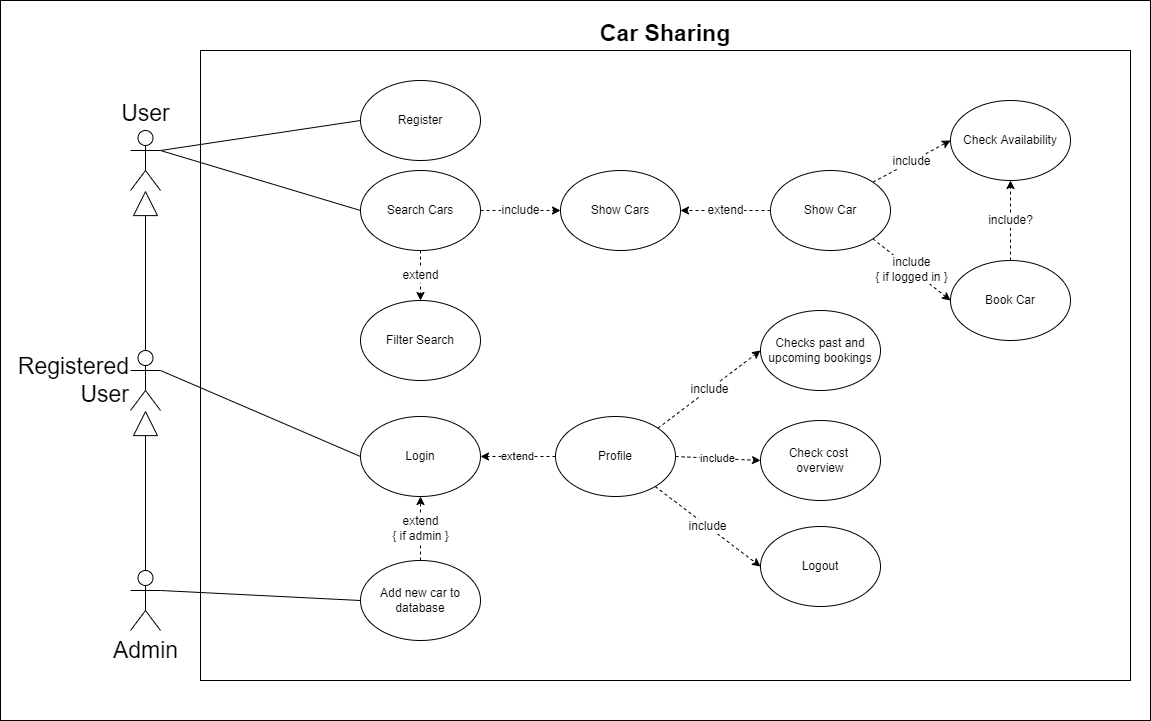 Car Sharing
User
Register
Check Availability
include
Search Cars
include
Show Cars
extend
Show Car
include?
extend
include
{ if logged in }
Book Car
Filter Search
Checks past and
upcoming bookings
Registered
User
include
Login
extend
Profile
include
Check cost
overview
extend
{ if admin }
include
Logout
Add new car to
database
Admin